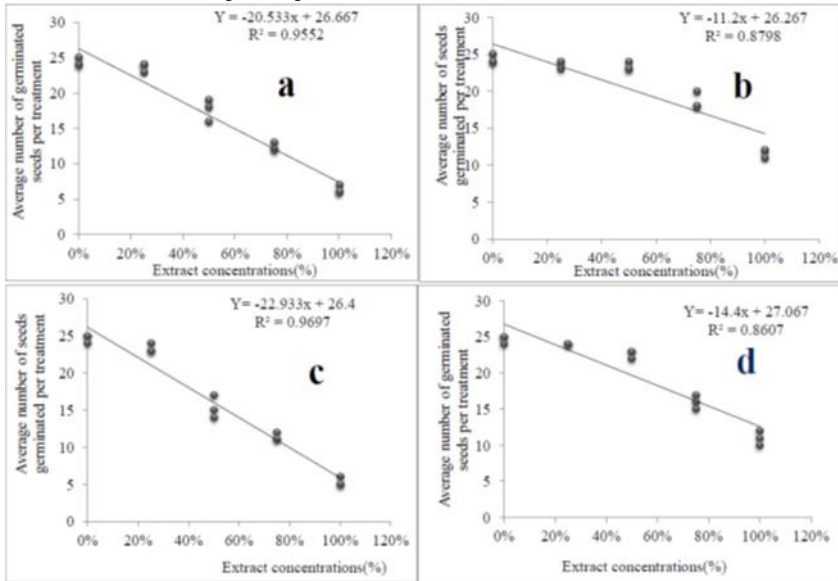 Y = -20.533x + 26.667
R² = 0.9552
a
Average number of germinated
seeds per treatment
30
25
20
15
10
5
0
0% 20% 40% 60% 80% 100% 120%
Extract concentrations(%)
Y = -11.2x + 26.267
R² = 0.8798
b
Average number of seeds
germinated per treatment
30
25
20
15
10
5
0
0% 20% 40% 60% 80% 100% 120%
Extract concentrations(%)
Y= -22.933x + 26.4
R² = 0.9697
c
Average number of seeds
germinated per treatment
30
25
20
15
10
5
0
0% 20% 40% 60% 80% 100% 120%
Extract concentrations(%)
Y= -14.4x + 27.067
R² = 0.8607
d
Average number of germinated
seeds per treatment
30
25
20
15
10
5
0
0% 20% 40% 60% 80% 100% 120%
Extract concentrations(%)